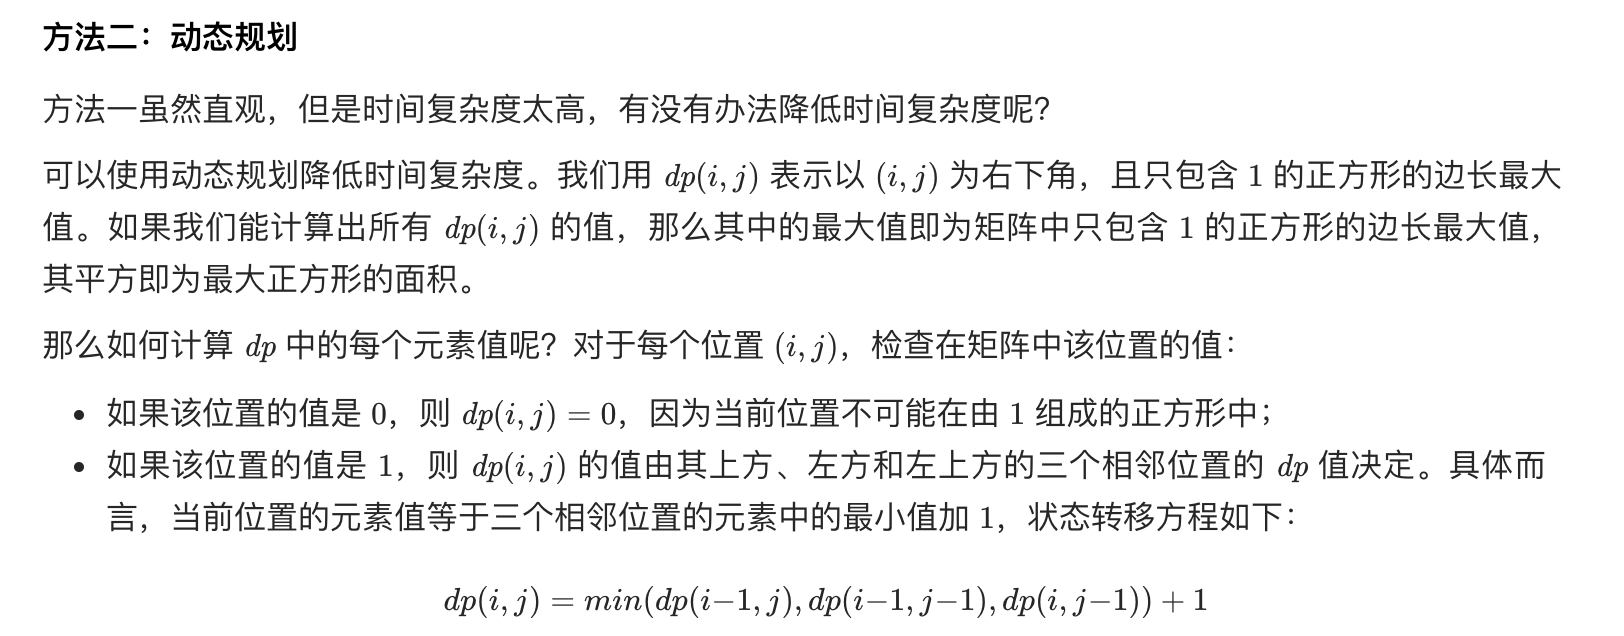 方法二：动态规划
方法一虽然直观，但是时间复杂度太高，有没有办法降低时间复杂度呢？
可以使用动态规划降低时间复杂度。我们用 dp(i, j) 表示以 (i, j) 为右下角，且只包含 1 的正方形的边长最大
值。如果我们能计算出所有 dp(i, j) 的值，那么其中的最大值即为矩阵中只包含 1 的正方形的边长最大值，
其平方即为最大正方形的面积。
那么如何计算 dp 中的每个元素值呢？对于每个位置 (i, j)，检查在矩阵中该位置的值：
• 如果该位置的值是 0，则 dp(i, j) = 0，因为当前位置不可能在由 1 组成的正方形中；
• 如果该位置的值是 1，则 dp(i, j) 的值由其上方、左方和左上方的三个相邻位置的 dp 值决定。具体而
言，当前位置的元素值等于三个相邻位置的元素中的最小值加 1，状态转移方程如下：
dp(i, j) = min(dp(i−1, j), dp(i−1, j−1), dp(i, j−1)) + 1